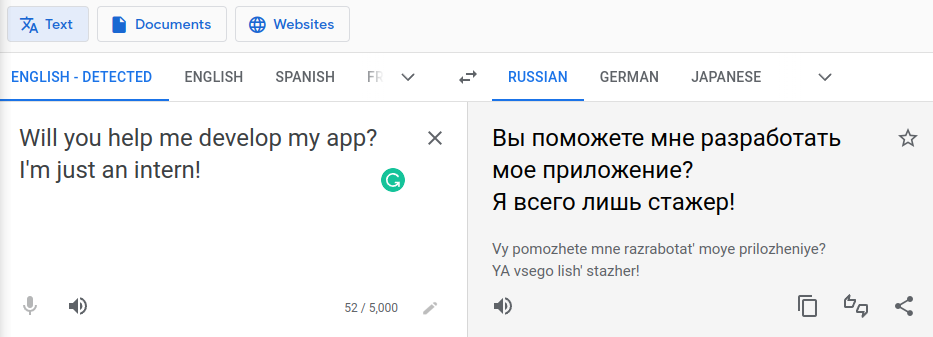 Text Documents Websites
ENGLISH - DETECTED ENGLISH SPANISH RUSSIAN GERMAN JAPANESE
Will you help me develop my app?
I'm just an intern!
52 / 5,000
Вы поможете мне разработать
мое приложение?
Я всего лишь стажер!
Vy pomozhete mne razrabotat' moye prilozheniye?
YA vsego lish' stazher!